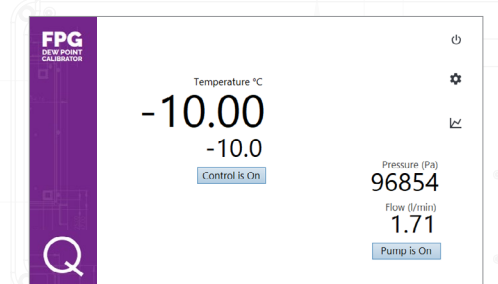 FPG
DEW POINT
CALIBRATOR
Temperature °C
-10.00
-10.0
Control is On
Pressure (Pa)
96854
Flow (l/min)
1.71
Pump is On